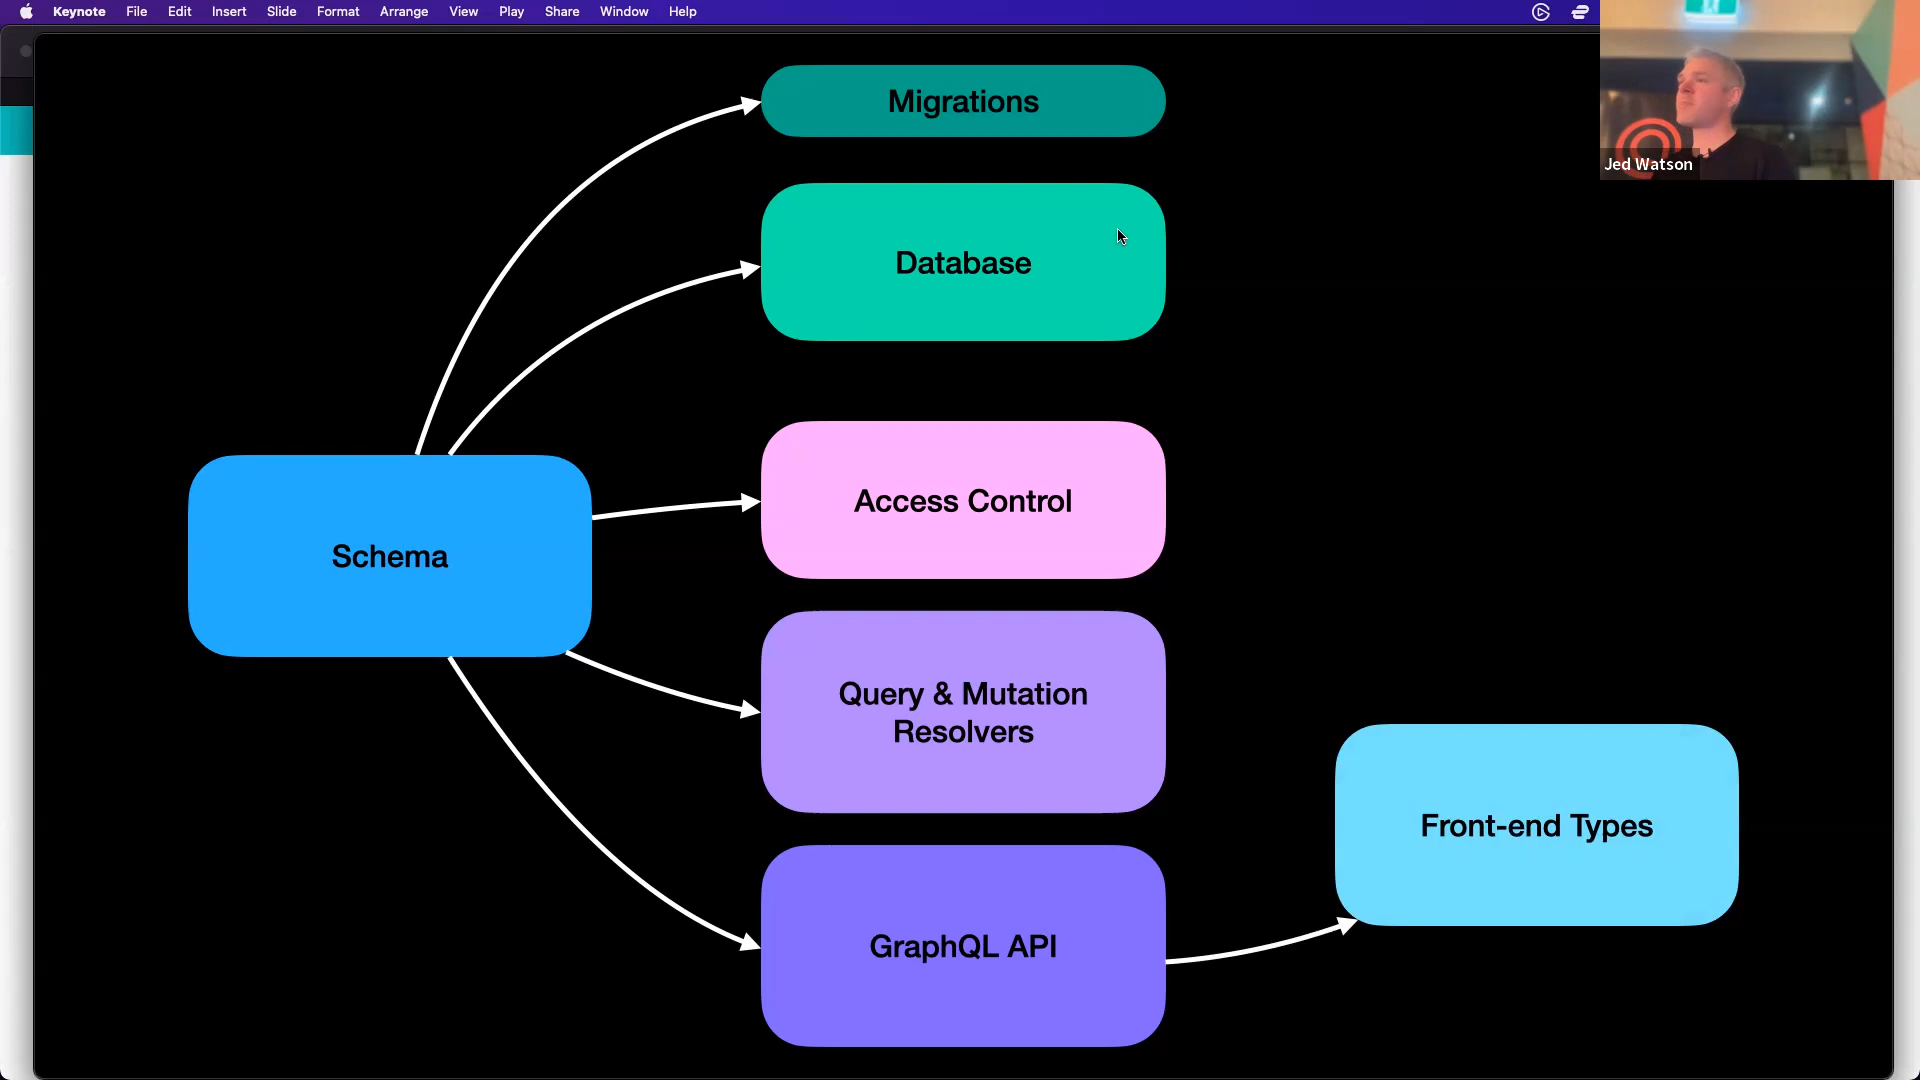 Keynote File Edit Insert Slide Format Arrange View Play Share Window Help
Jed Watson
Migrations
Database
Access Control
Schema
Query & Mutation
Resolvers
Front-end Types
GraphQL API